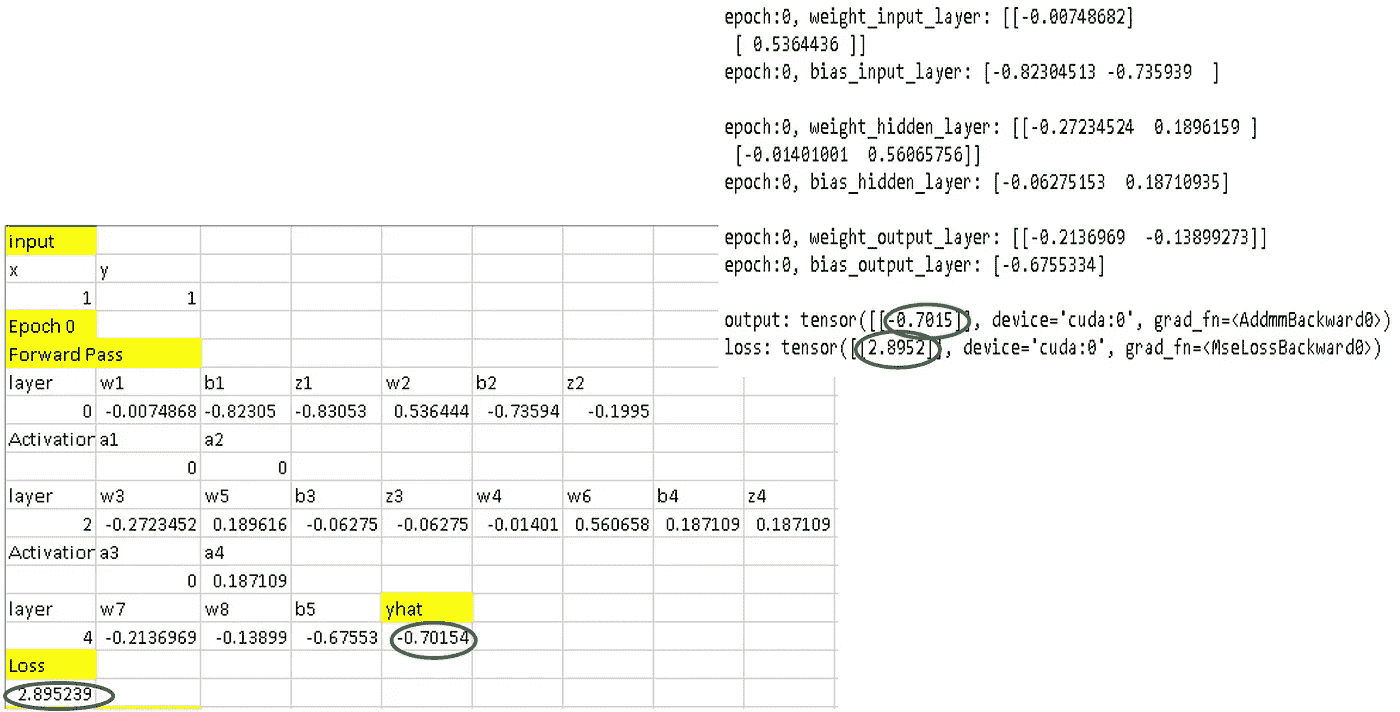 epoch:0, weight_input_layer: [[-0.00748682]
[ 0.5364436 ]]
epoch:0, bias_input_layer: [-0.82304513 -0.735939 ]
epoch:0, weight_hidden_layer: [[-0.27234524 0.1896159 ]
[-0.01401001 0.56065756]]
epoch:0, bias_hidden_layer: [-0.06275153 0.18710935]
epoch:0, weight_output_layer: [[-0.2136969 -0.13899273]]
epoch:0, bias_output_layer: [-0.6755334]
output: tensor([[-0.7015]], device='cuda:0', grad_fn=<AddmmBackward0>)
loss: tensor([[2.8952]], device='cuda:0', grad_fn=<MseLossBackward0>)
input
x y
1 1
Epoch 0
Forward Pass
layer w1 b1 z1 w2 b2 z2
0 -0.0074868 -0.82305 -0.83053 0.536444 -0.73594 -0.1995
Activation a1 a2
0 0
layer w3 w5 b3 z3 w4 w6 b4 z4
2 -0.2723452 0.189616 -0.06275 -0.06275 -0.01401 0.560658 0.187109 0.187109
Activation a3 a4
0 0.187109
layer w7 w8 b5 yhat
4 -0.2136969 -0.13899 -0.67553 -0.70154
Loss
2.895239